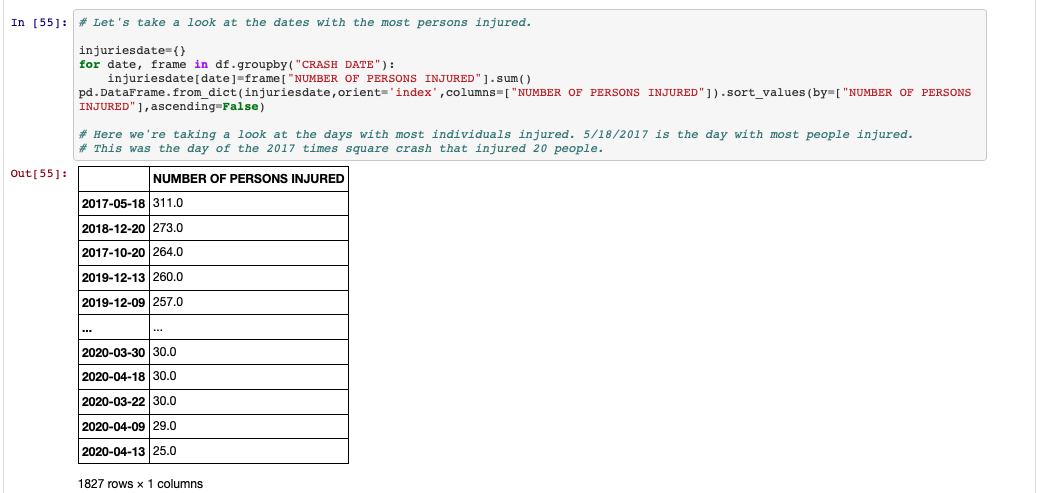 In [55]: # Let's take a look at the dates with the most persons injured.
injuriesdate={}
for date, frame in df.groupby("CRASH DATE"):
    injuriesdate[date]=frame["NUMBER OF PERSONS INJURED"].sum()
pd.DataFrame.from_dict(injuriesdate,orient='index',columns=["NUMBER OF PERSONS INJURED"]).sort_values(by=["NUMBER OF PERSONS
INJURED"],ascending=False)
# Here we're taking a look at the days with most individuals injured. 5/18/2017 is the day with most people injured.
# This was the day of the 2017 times square crash that injured 20 people.
Out[55]:
NUMBER OF PERSONS INJURED
2017-05-18 311.0
2018-12-20 273.0
2017-10-20 264.0
2019-12-13 260.0
2019-12-09 257.0
... ...
2020-03-30 30.0
2020-04-18 30.0
2020-03-22 30.0
2020-04-09 29.0
2020-04-13 25.0
1827 rows × 1 columns